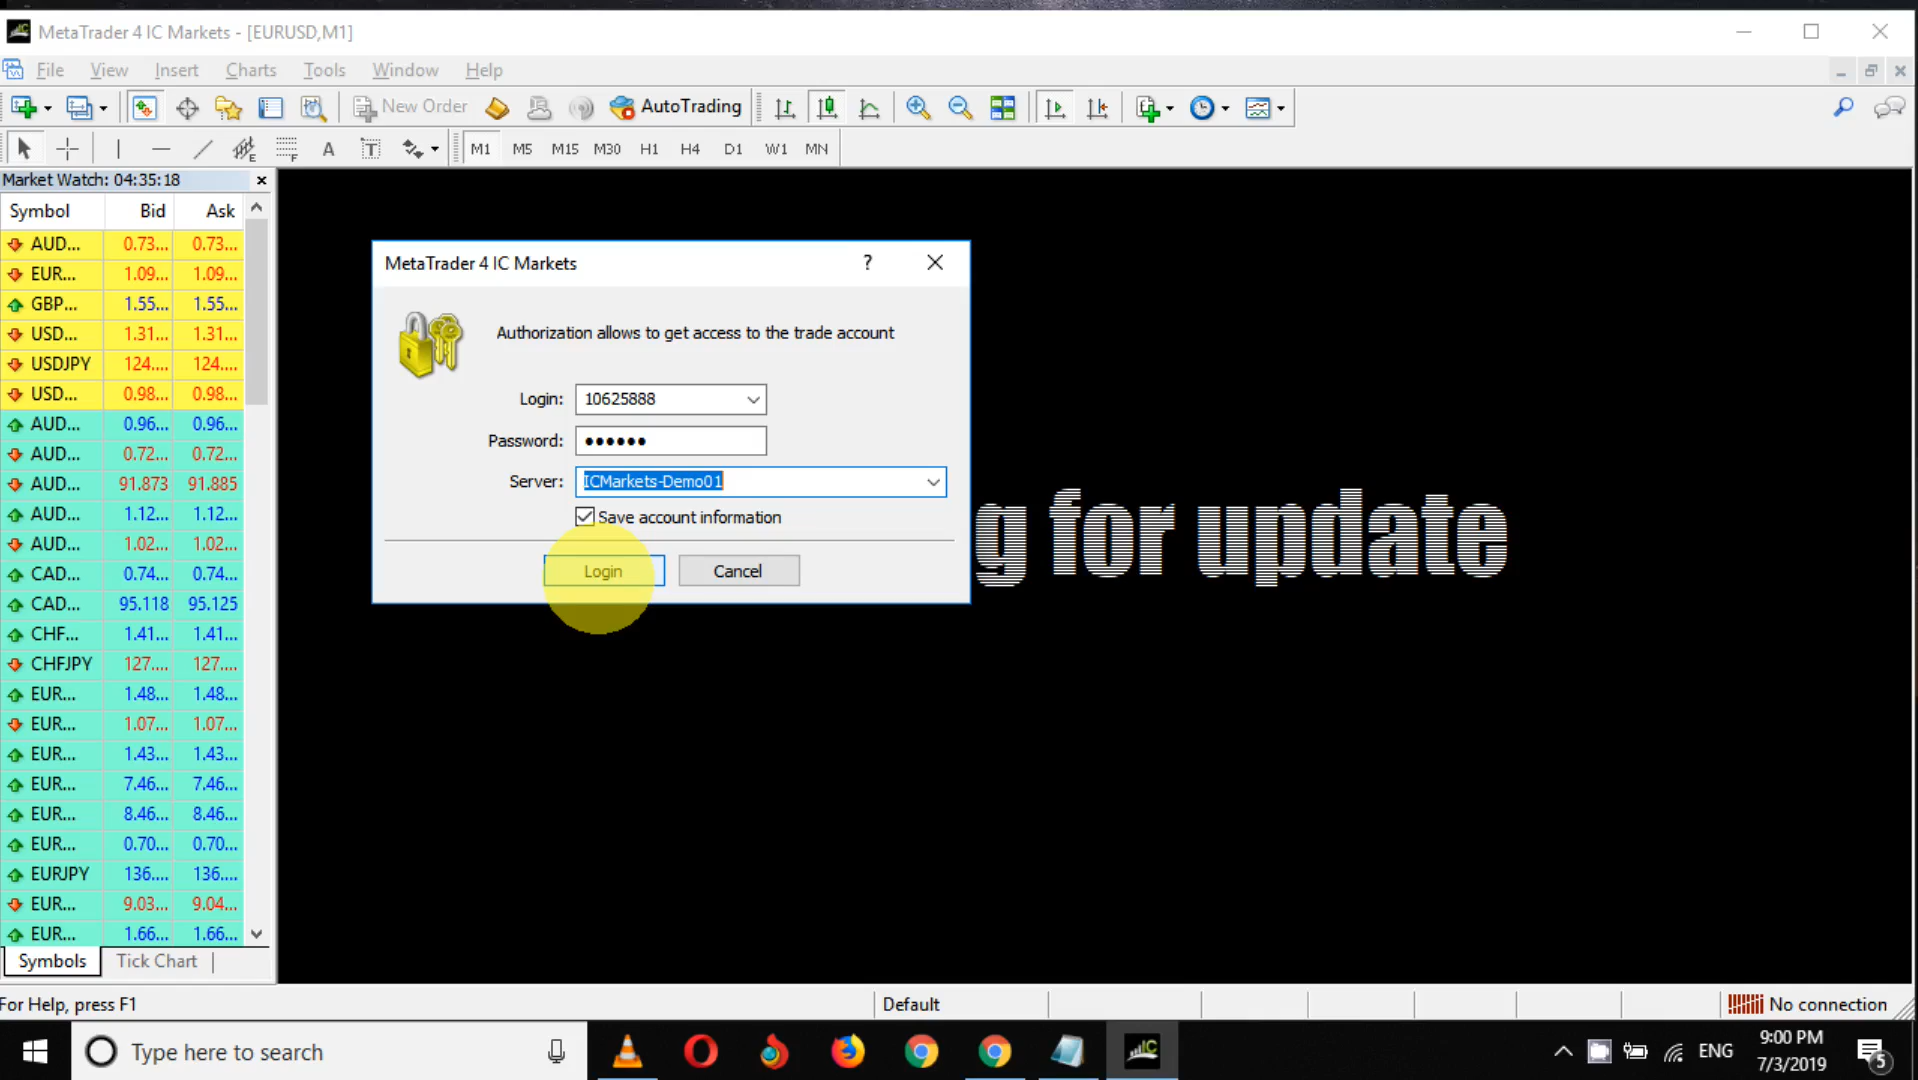 MetaTrader 4 IC Markets - [EURUSD,M1]
File View Insert Charts Tools Window Help
New Order AutoTrading
E F A T M1 M5 M15 M30 H1 H4 D1 W1 MN
Market Watch: 04:35:18
Symbol Bid Ask
AUD... 0.73... 0.73...
EUR... 1.09... 1.09...
GBP... 1.55... 1.55...
USD... 1.31... 1.31...
USDJPY 124.... 124....
USD... 0.98... 0.98...
AUD... 0.96... 0.96...
AUD... 0.72... 0.72...
AUD... 91.873 91.885
AUD... 1.12... 1.12...
AUD... 1.02... 1.02...
CAD... 0.74... 0.74...
CAD... 95.118 95.125
CHF... 1.41... 1.41...
CHFJPY 127.... 127....
EUR... 1.48... 1.48...
EUR... 1.07... 1.07...
EUR... 1.43... 1.43...
EUR... 7.46... 7.46...
EUR... 8.46... 8.46...
EUR... 0.70... 0.70...
EURJPY 136.... 136....
EUR... 9.03... 9.04...
EUR... 1.66... 1.66...
Symbols Tick Chart
MetaTrader 4 IC Markets ?
Authorization allows to get access to the trade account
Login: 10625888
Password: ••••••
Server: ICMarkets-Demo01
Save account information
Login Cancel
g for update
For Help, press F1 Default No connection
Type here to search IC ENG 9:00 PM
7/3/2019 5